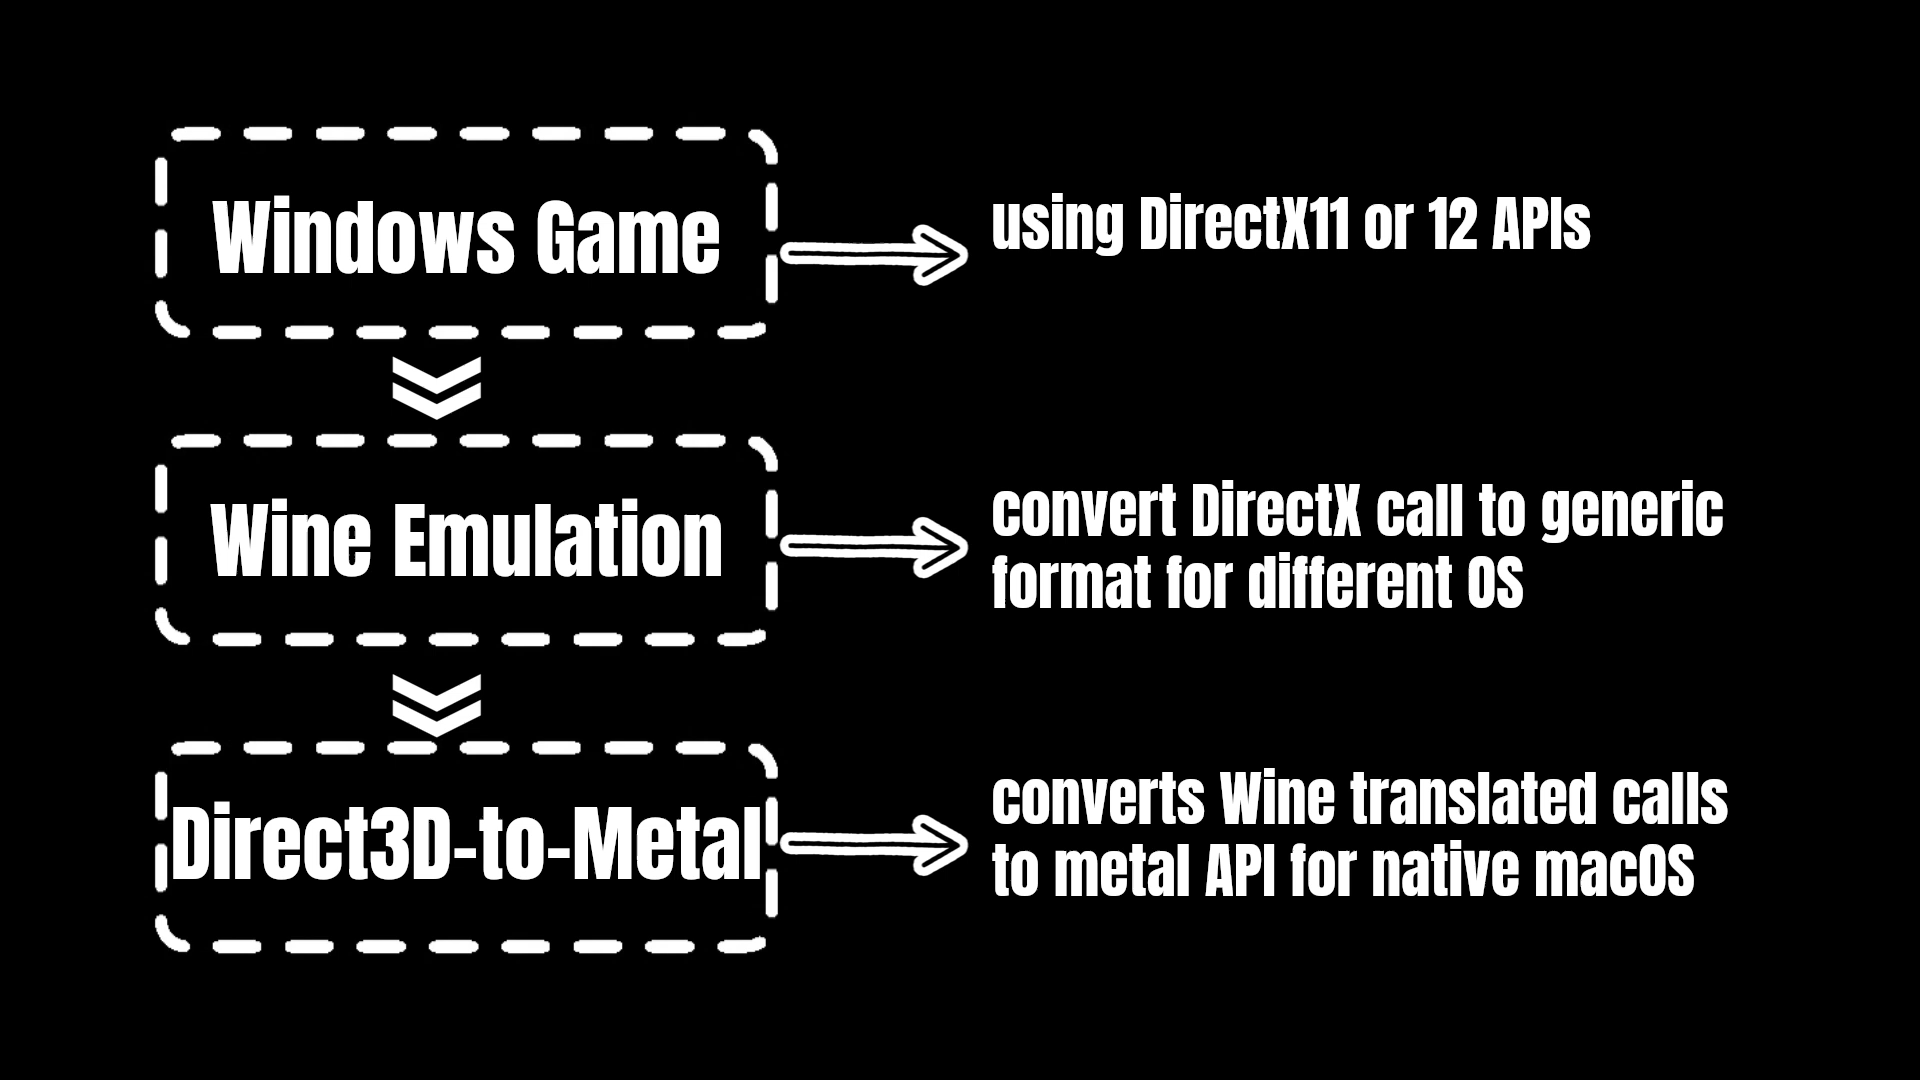 Windows Game
using DirectX11 or 12 APIs
Wine Emulation
convert DirectX call to generic
format for different OS
Direct3D-to-Metal
converts Wine translated calls
to metal API for native macOS